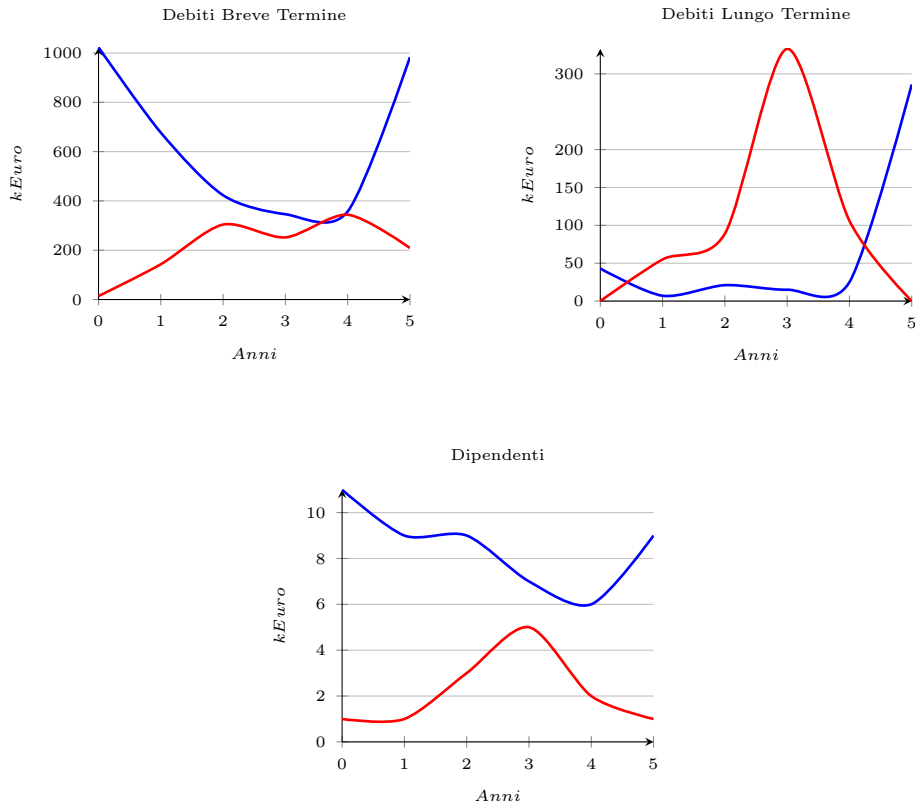 Debiti Breve Termine
1000
800
600
400
200
0
kEuro
0 1 2 3 4 5
Anni
Debiti Lungo Termine
300
200
150
100
50
0
kEuro
0 1 2 3 4 5
Anni
Dipendenti
10
8
6
4
2
0
kEuro
0 1 2 3 4 5
Anni